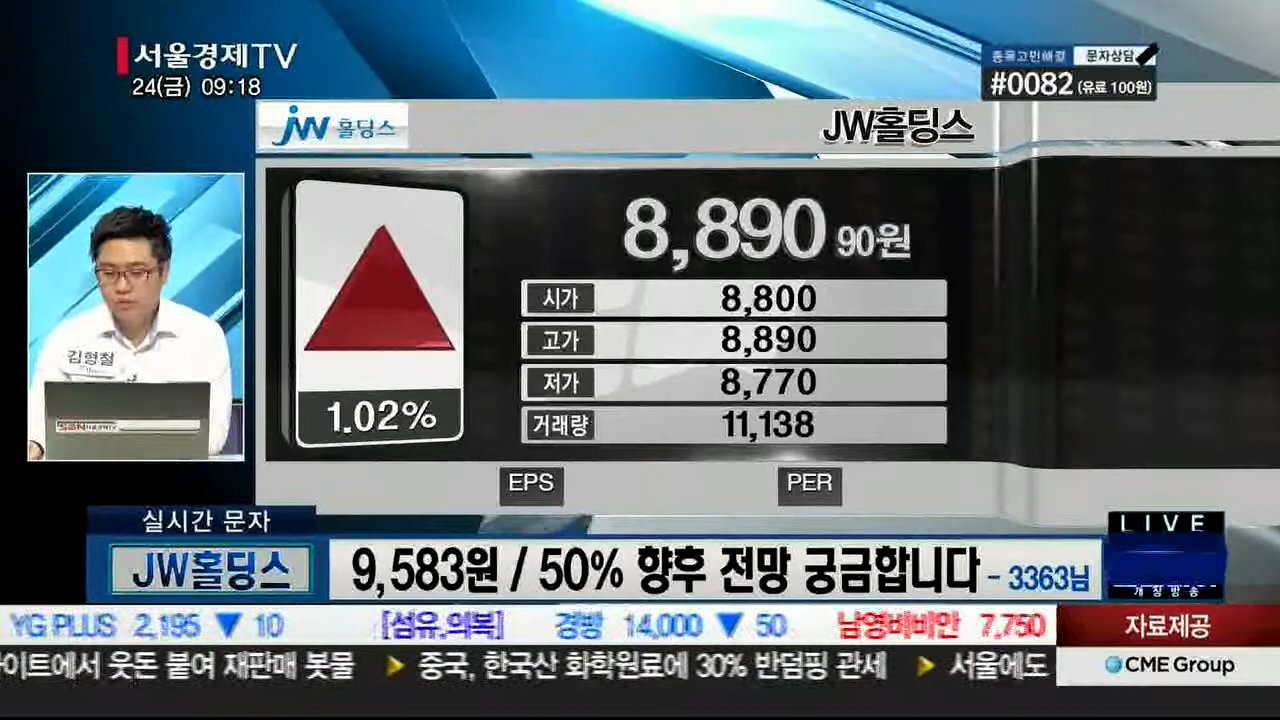 서울경제TV
24(금) 09:18
종목고민해결 문자상담
#0082 (유료 100원)
JW 홀딩스
JW홀딩스
8,890 90원
1.02%
시가 8,800
고가 8,890
저가 8,770
거래량 11,138
EPS PER
김형철
실시간 문자
JW홀딩스 9,583원 / 50% 향후 전망 궁금합니다 - 3363님
LIVE
YG PLUS 2,195 ▼ 10 [섬유,의복] 경방 14,000 ▼ 50 남영비비안 7,750
자료제공
사이트에서 웃돈 붙여 재판매 봇물 ▶ 중국, 한국산 화학원료에 30% 반덤핑 관세 ▶ 서울에도
CME Group